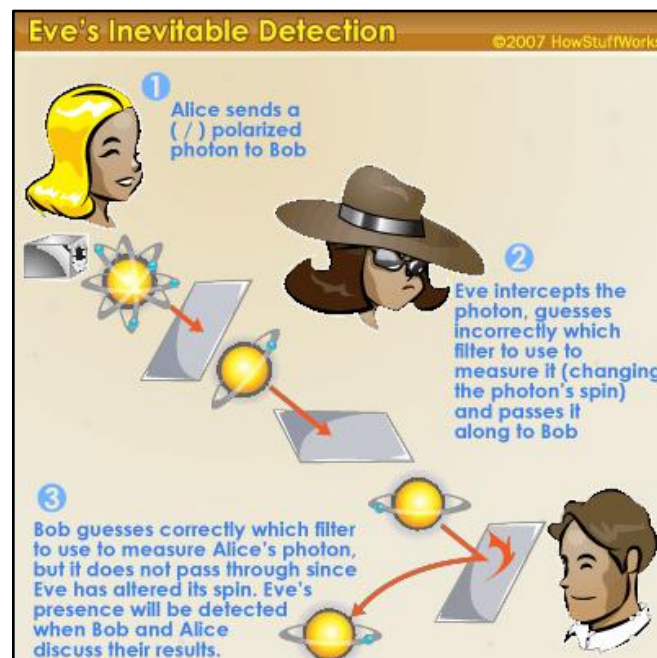 Eve's Inevitable Detection
©2007 HowStuffWorks
1
Alice sends a
( / ) polarized
photon to Bob
2
Eve intercepts the
photon, guesses
incorrectly which
filter to use to
measure it (changing
the photon's spin)
and passes it
along to Bob
3
Bob guesses correctly which filter
to use to measure Alice's photon,
but it does not pass through since
Eve has altered its spin. Eve's
presence will be detected
when Bob and Alice
discuss their results.